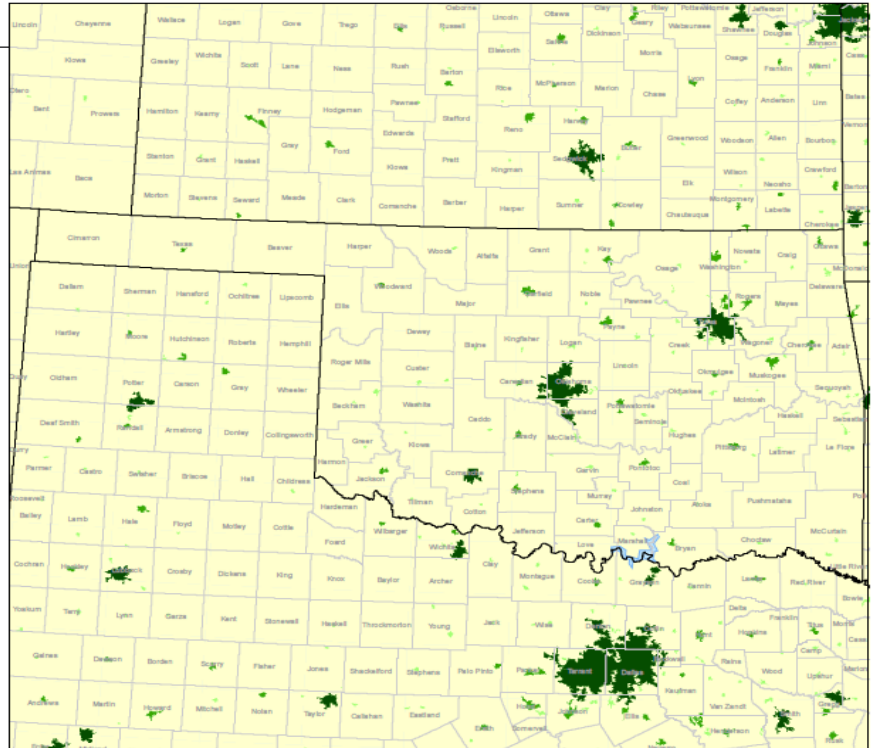 Lincoln Cheyenne Wallace Logan Gove Trego Ellis Russell Osborne Lincoln Ottawa Clay Riley Pottawatomie Jefferson
Geary Wabaunsee Shawnee Douglas Johnson
Kiowa Greeley Wichita Scott Lane Ness Rush Barton Ellsworth Saline Dickinson Morris Osage Franklin Miami Cass
Rice McPherson Marion Chase Lyon Coffey Anderson Linn Bates
Otero Bent Prowers Hamilton Kearny Finney Hodgeman Pawnee Stafford Reno Harvey Vernon
Gray Ford Edwards Kiowa Pratt Kingman Sedgwick Butler Greenwood Woodson Allen Bourbon
Las Animas Baca Stanton Grant Haskell Elk Wilson Neosho Crawford Barton
Morton Stevens Seward Meade Clark Comanche Barber Harper Sumner Cowley Chautauqua Montgomery Labette Cherokee
Cimarron Texas Beaver Harper Woods Alfalfa Grant Kay Osage Washington Nowata Craig Ottawa McDonald
Union
Dallam Sherman Hansford Ochiltree Lipscomb Ellis Woodward Major Garfield Noble Pawnee Rogers Mayes Delaware
Hartley Moore Hutchinson Roberts Hemphill Dewey Blaine Kingfisher Logan Payne Creek Wagoner Cherokee Adair
Oldham Potter Carson Gray Wheeler Roger Mills Custer Canadian Oklahoma Lincoln Okmulgee Muskogee Sequoyah
Deaf Smith Randall Armstrong Donley Collingsworth Beckham Washita Caddo Cleveland Pottawatomie Okfuskee McIntosh
Greer Kiowa Grady McClain Seminole Hughes Pittsburg Haskell Latimer Le Flore Sebastian
Parmer Castro Swisher Briscoe Hall Childress Harmon Jackson Comanche Garvin Pontotoc Coal
Roosevelt Tillman Cotton Stephens Murray Johnston Atoka Pushmataha
Bailey Lamb Hale Floyd Motley Cottle Hardeman Foard Wilbarger Wichita Jefferson Carter Love Marshall Bryan Choctaw McCurtain
Cochran Hockley Crosby Dickens King Knox Baylor Archer Clay Montague Cooke Grayson Fannin Lamar Red River Little River
Bowie
Yoakum Terry Lynn Garza Kent Stonewall Haskell Throckmorton Young Jack Wise Denton Collin Hunt Delta Hopkins Franklin Titus Morris Cass
Camp
Gaines Dawson Borden Scurry Fisher Jones Shackelford Stephens Palo Pinto Parker Tarrant Dallas Rockwall Kaufman Rains Wood Upshur Marion
Andrews Martin Howard Mitchell Nolan Taylor Callahan Eastland Erath Hood Somervell Johnson Ellis Van Zandt Henderson Smith Gregg
Rusk